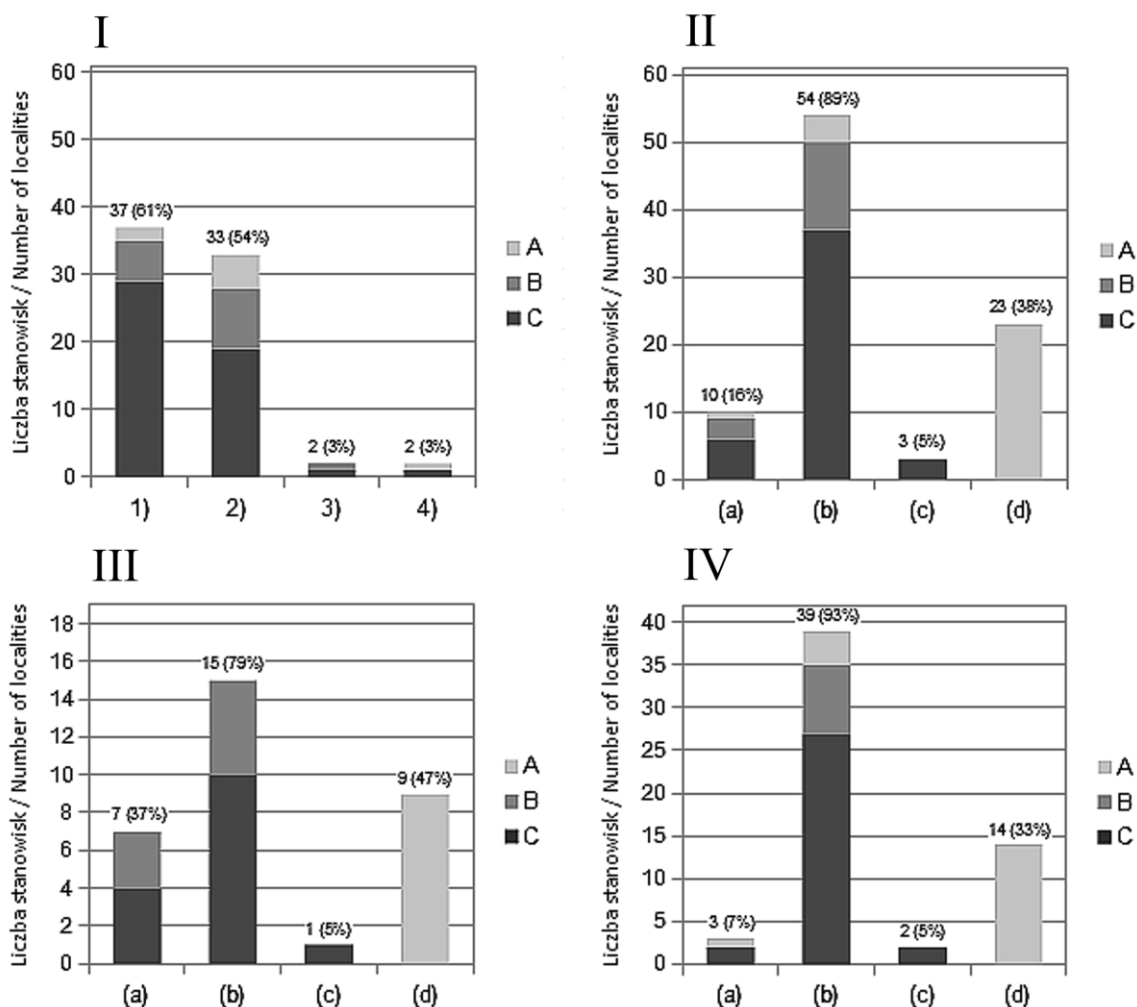 I
Liczba stanowisk / Number of localities
60
50
40
30
20
10
0
37 (61%)
33 (54%)
2 (3%)
2 (3%)
1)
2)
3)
4)
A
B
C
II
Liczba stanowisk / Number of localities
60
50
40
30
20
10
0
10 (16%)
54 (89%)
3 (5%)
23 (38%)
(a)
(b)
(c)
(d)
A
B
C
III
Liczba stanowisk / Number of localities
18
16
14
12
10
8
6
4
2
0
7 (37%)
15 (79%)
1 (5%)
9 (47%)
(a)
(b)
(c)
(d)
A
B
C
IV
Liczba stanowisk / Number of localities
40
35
30
25
20
15
10
5
0
3 (7%)
39 (93%)
2 (5%)
14 (33%)
(a)
(b)
(c)
(d)
A
B
C